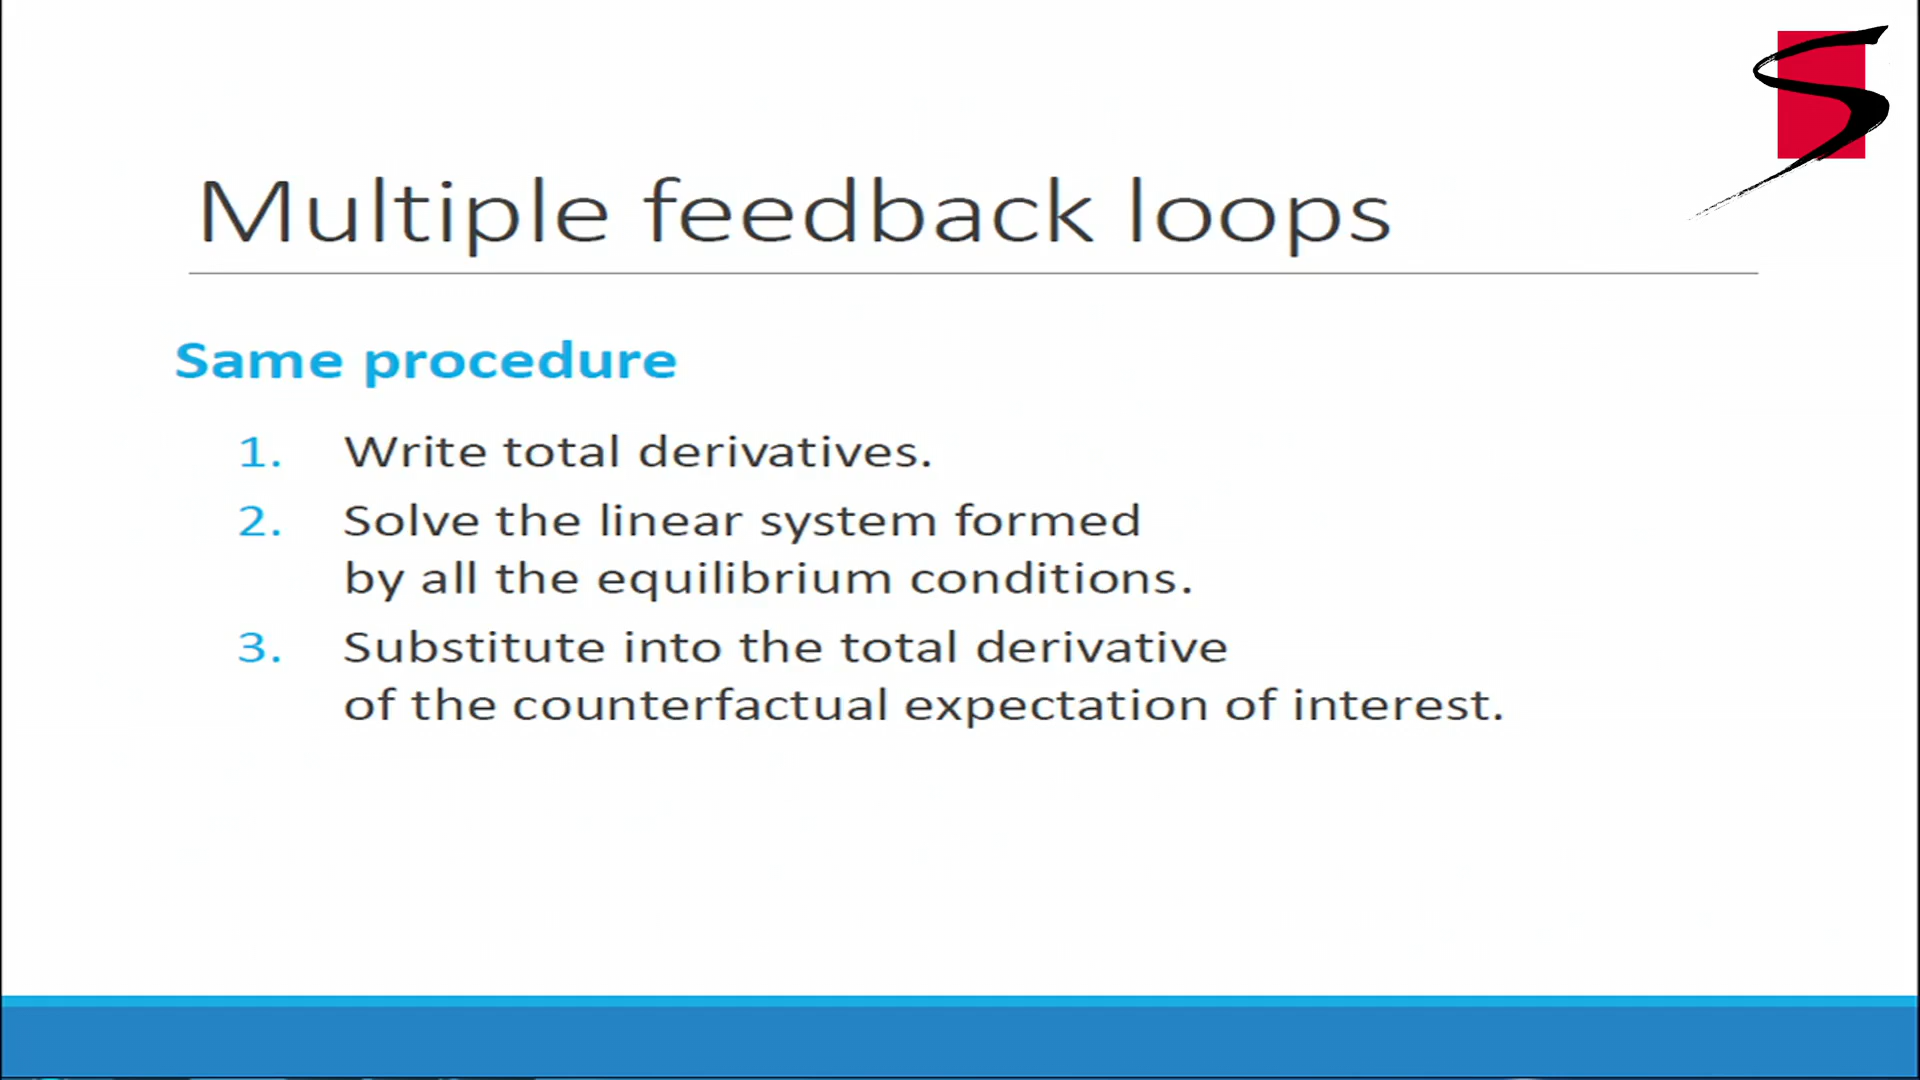 Multiple feedback loops
Same procedure
1. Write total derivatives.
2. Solve the linear system formed
by all the equilibrium conditions.
3. Substitute into the total derivative
of the counterfactual expectation of interest.